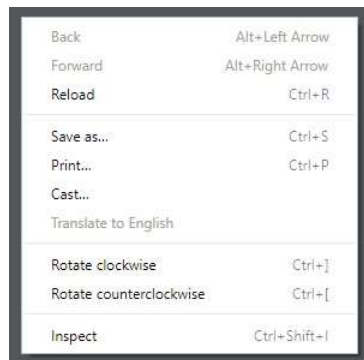 Back Alt+Left Arrow
Forward Alt+Right Arrow
Reload Ctrl+R
Save as... Ctrl+S
Print... Ctrl+P
Cast...
Translate to English
Rotate clockwise Ctrl+]
Rotate counterclockwise Ctrl+[
Inspect Ctrl+Shift+I